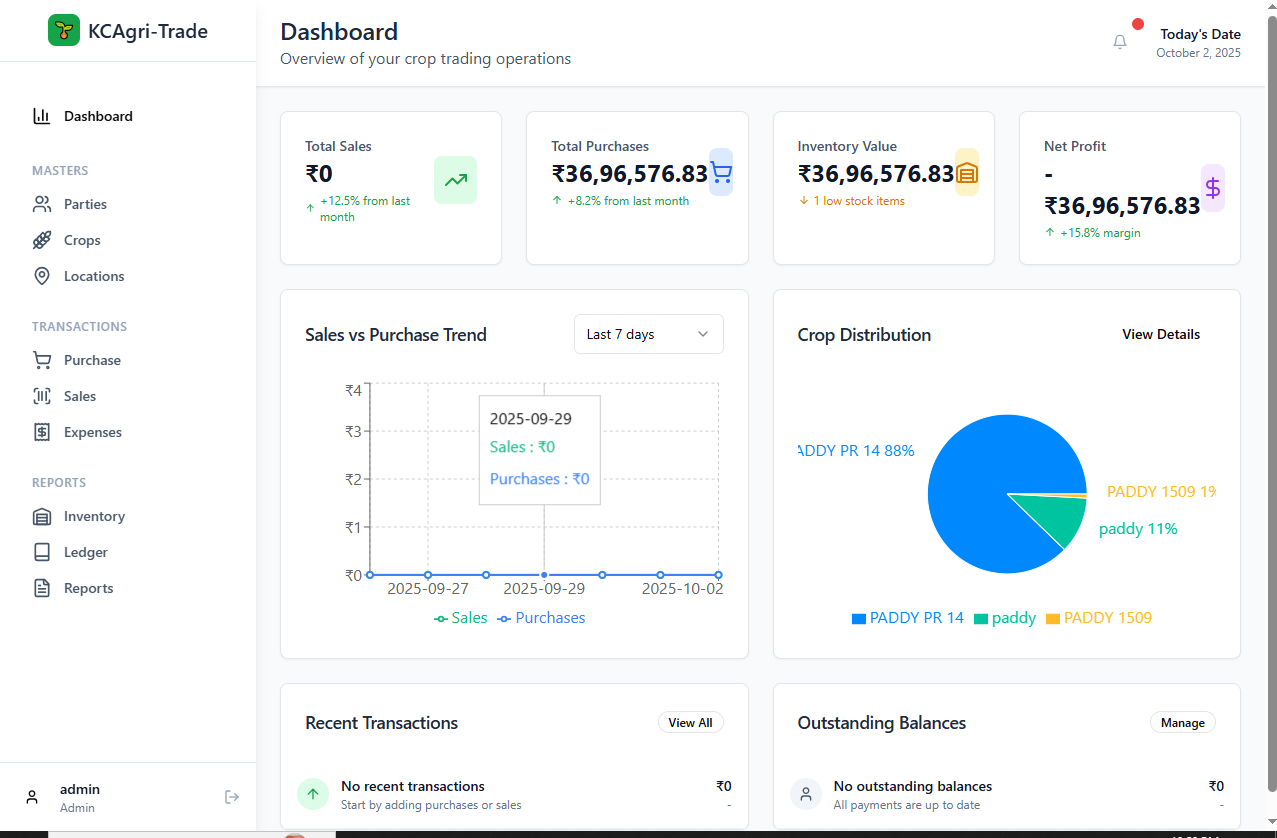 KCAgri-Trade
Dashboard
MASTERS
Parties
Crops
Locations
TRANSACTIONS
Purchase
Sales
Expenses
REPORTS
Inventory
Ledger
Reports
admin
Admin
Dashboard
Overview of your crop trading operations
Today's Date
October 2, 2025
Total Sales
₹0
+12.5% from last
month
Total Purchases
₹36,96,576.83
+8.2% from last month
Inventory Value
₹36,96,576.83
1 low stock items
Net Profit
-
₹36,96,576.83
+15.8% margin
Sales vs Purchase Trend
Last 7 days
₹4
₹3
₹2
₹1
₹0
2025-09-29
Sales : ₹0
Purchases : ₹0
2025-09-27
2025-09-29
2025-10-02
Sales
Purchases
Crop Distribution
View Details
ADDY PR 14 88%
PADDY 1509 1%
paddy 11%
PADDY PR 14
paddy
PADDY 1509
Recent Transactions
View All
No recent transactions
₹0
Start by adding purchases or sales
-
Outstanding Balances
Manage
No outstanding balances
₹0
All payments are up to date
-